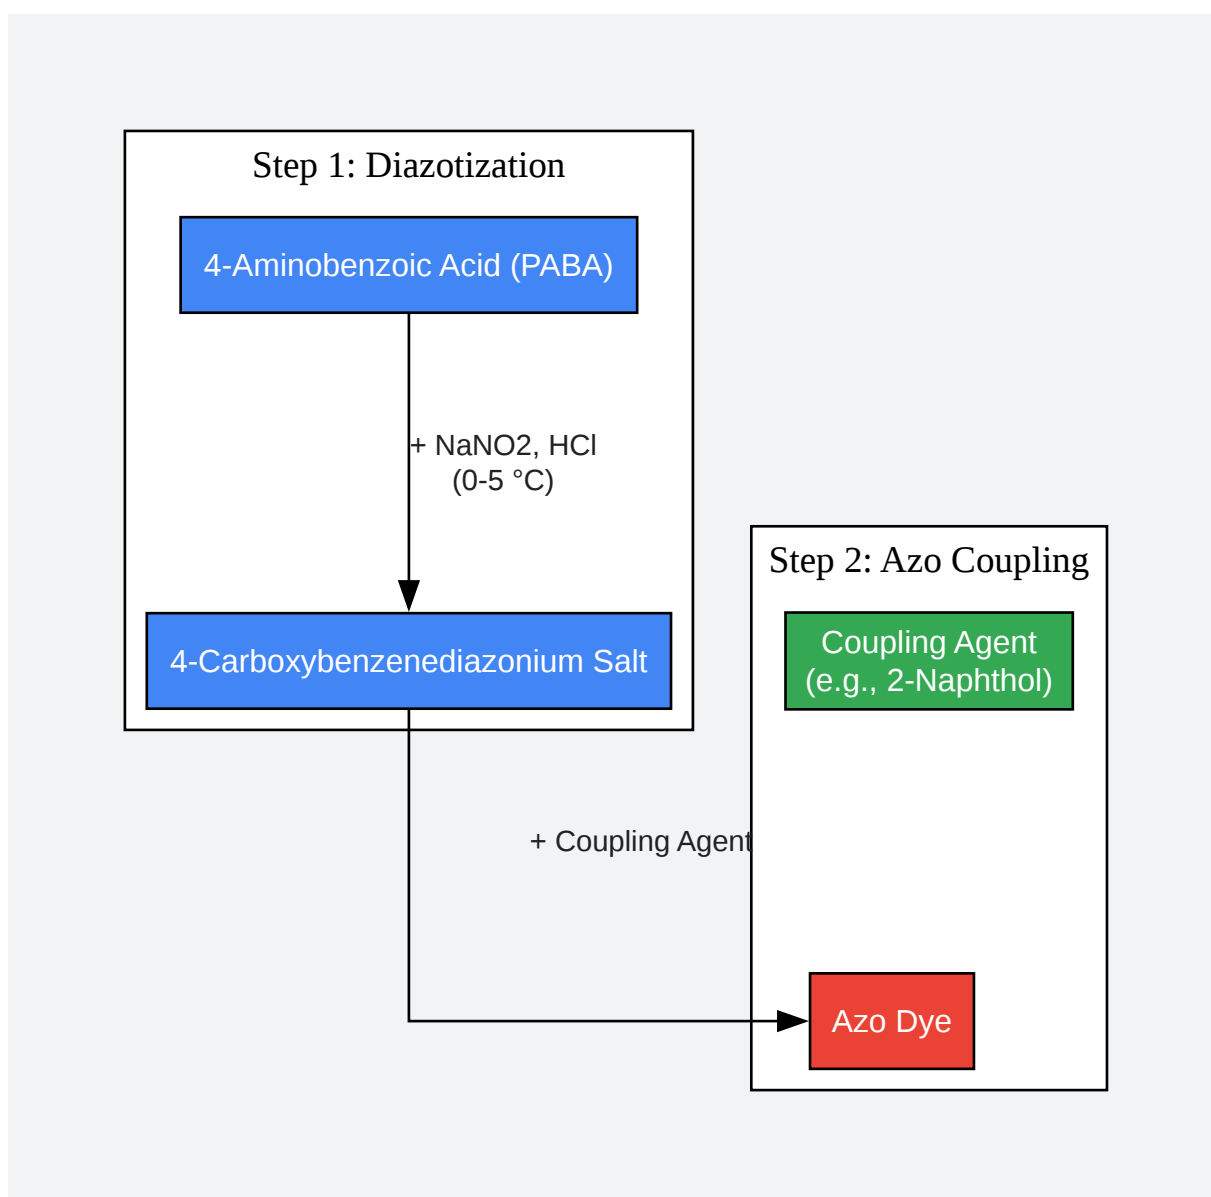 Step 1: Diazotization
4-Aminobenzoic Acid (PABA)
+ NaNO2, HCl
(0-5 °C)
4-Carboxybenzenediazonium Salt
Step 2: Azo Coupling
Coupling Agent
(e.g., 2-Naphthol)
+ Coupling Agent
Azo Dye